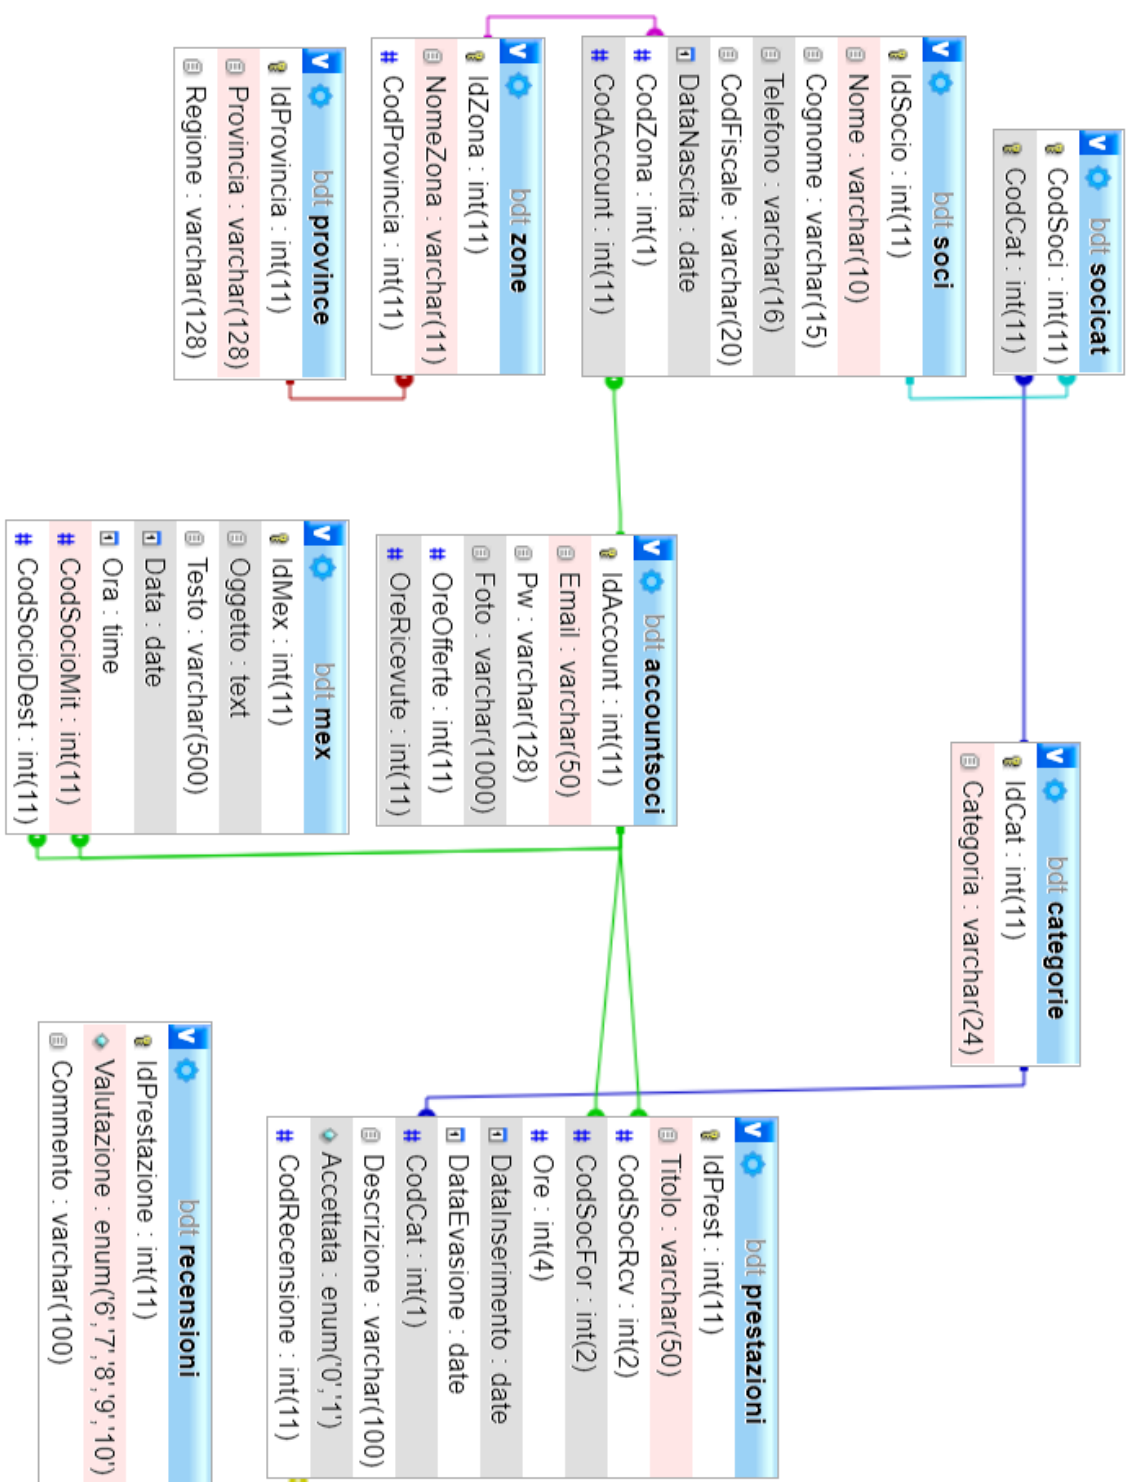 bdt socicat
CodSoci : int(11)
CodCat : int(11)
bdt soci
IdSocio : int(11)
Nome : varchar(10)
Cognome : varchar(15)
Telefono : varchar(16)
CodFiscale : varchar(20)
DataNascita : date
CodZona : int(1)
CodAccount : int(11)
bdt zone
IdZona : int(11)
NomeZona : varchar(11)
CodProvincia : int(11)
bdt province
IdProvincia : int(11)
Provincia : varchar(128)
Regione : varchar(128)
bdt categorie
IdCat : int(11)
Categoria : varchar(24)
bdt accountsoci
IdAccount : int(11)
Email : varchar(50)
Pw : varchar(128)
Foto : varchar(1000)
OreOfferte : int(11)
OreRicevute : int(11)
bdt mex
IdMex : int(11)
Oggetto : text
Testo : varchar(500)
Data : date
Ora : time
CodSocioMit : int(11)
CodSocioDest : int(11)
bdt prestazioni
IdPrest : int(11)
Titolo : varchar(50)
CodSocRcv : int(2)
CodSocFor : int(2)
Ore : int(4)
DataInserimento : date
DataEvasione : date
CodCat : int(1)
Descrizione : varchar(100)
Accettata : enum('0','1')
CodRecensione : int(11)
bdt recensioni
IdPrestazione : int(11)
Valutazione : enum('6','7','8','9','10')
Commento : varchar(100)